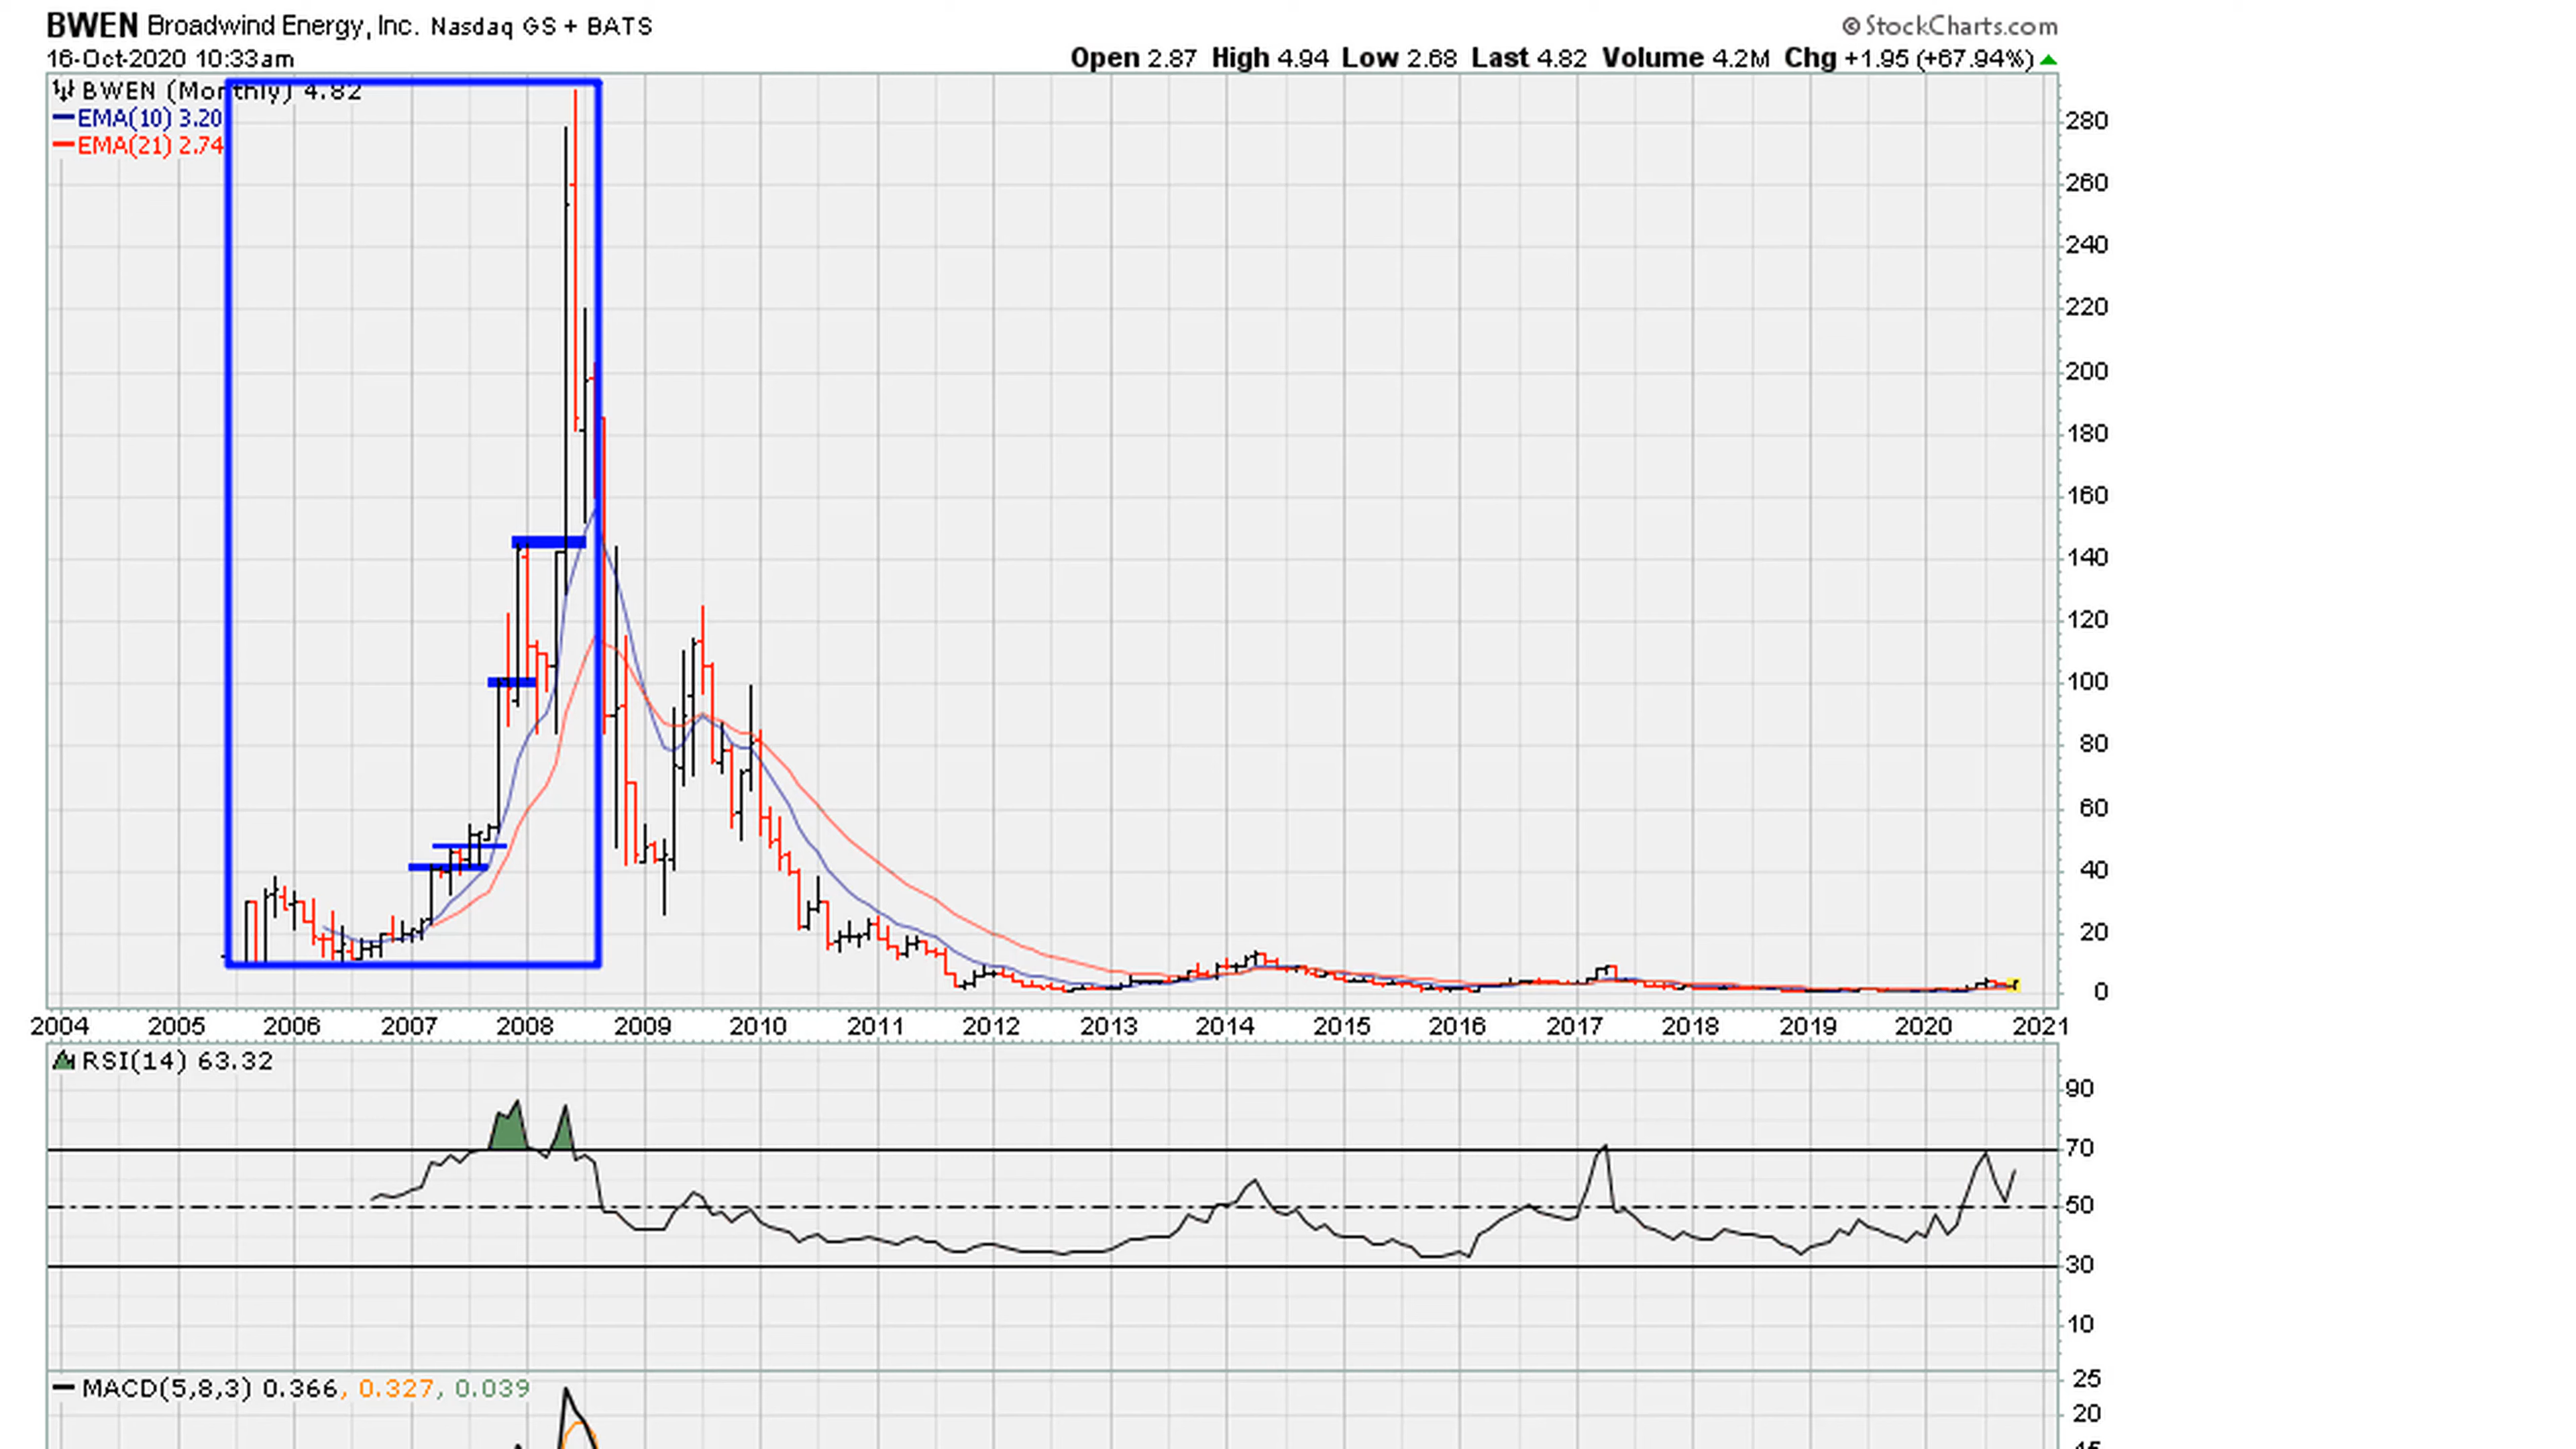 BWEN Broadwind Energy, Inc. Nasdaq GS + BATS
© StockCharts.com
16-Oct-2020 10:33am
Open 2.87 High 4.94 Low 2.68 Last 4.82 Volume 4.2M Chg +1.95 (+67.94%)
BWEN (Monthly) 4.82
EMA(10) 3.20
EMA(21) 2.74
280
260
240
220
200
180
160
140
120
100
80
60
40
20
0
2004 2005 2006 2007 2008 2009 2010 2011 2012 2013 2014 2015 2016 2017 2018 2019 2020 2021
RSI(14) 63.32
90
70
50
30
10
MACD(5,8,3) 0.366, 0.327, 0.039
25
20